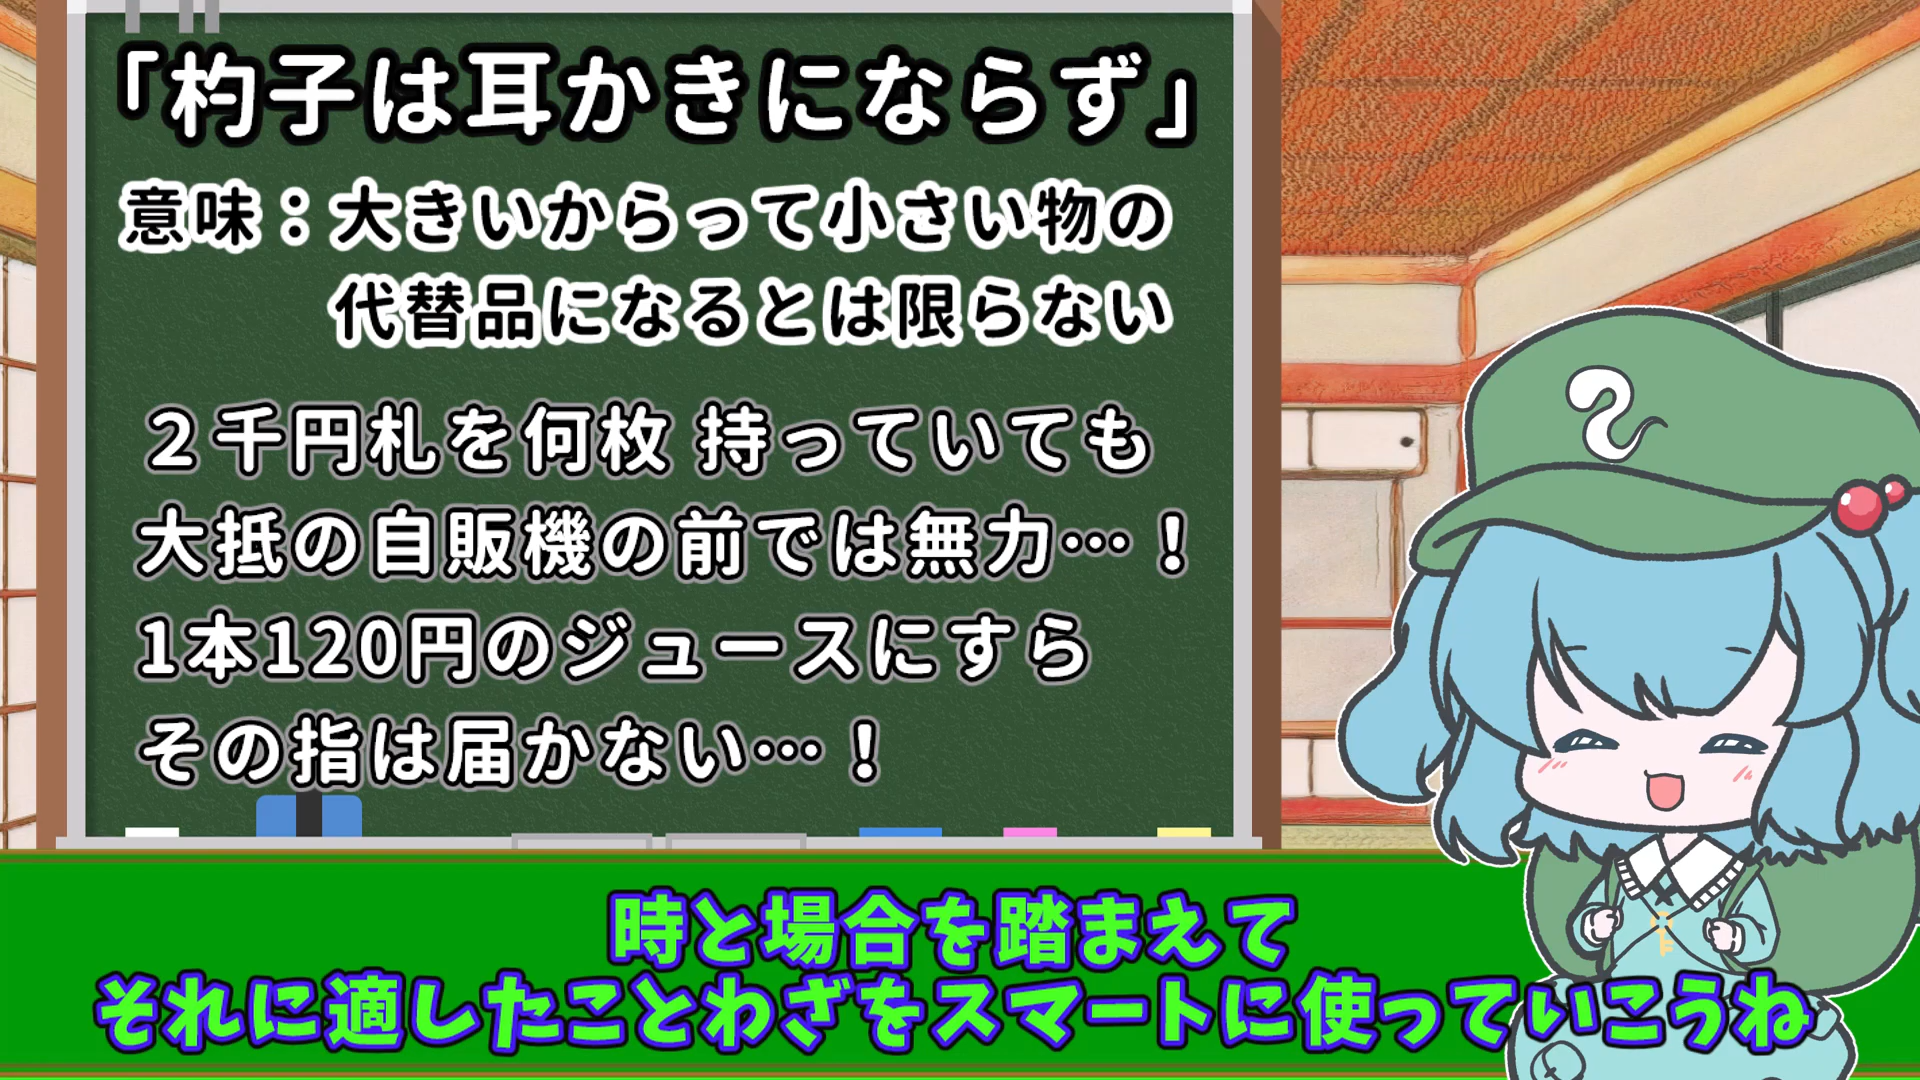 「杓子は耳かきにならず」
意味：大きいからって小さい物の
代替品になるとは限らない
２千円札を何枚 持っていても
大抵の自販機の前では無力…！
1本120円のジュースにすら
その指は届かない…！
時と場合を踏まえて
それに適したことわざをスマートに使っていこうね